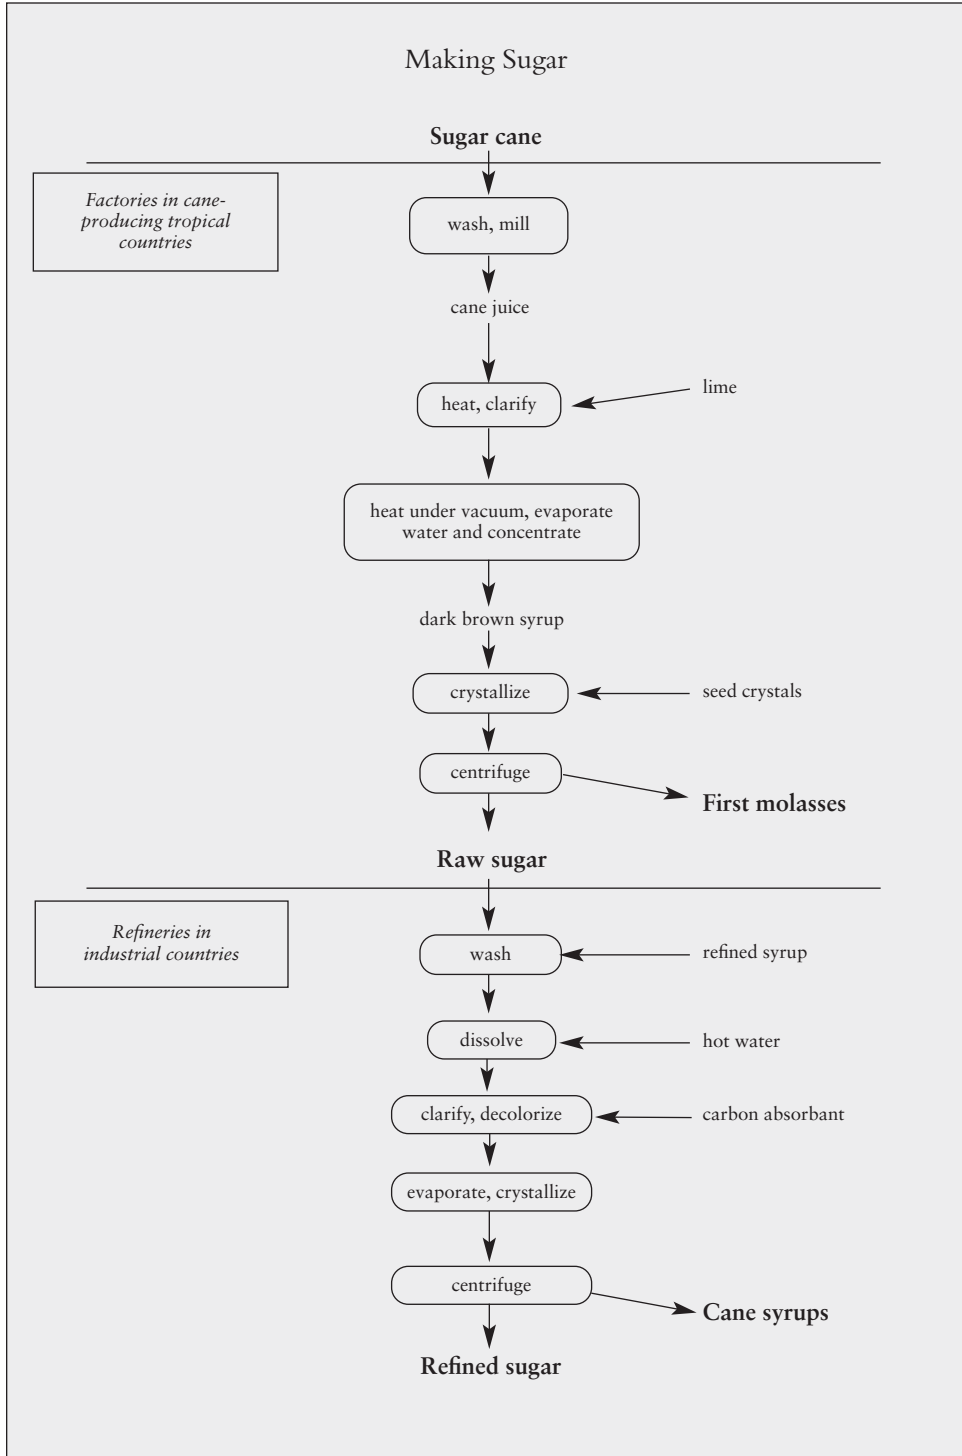 Making Sugar
Sugar cane
Factories in cane-
producing tropical
countries
wash, mill
cane juice
heat, clarify
lime
heat under vacuum, evaporate
water and concentrate
dark brown syrup
crystallize
seed crystals
centrifuge
First molasses
Raw sugar
Refineries in
industrial countries
wash
refined syrup
dissolve
hot water
clarify, decolorize
carbon absorbant
evaporate, crystallize
centrifuge
Cane syrups
Refined sugar